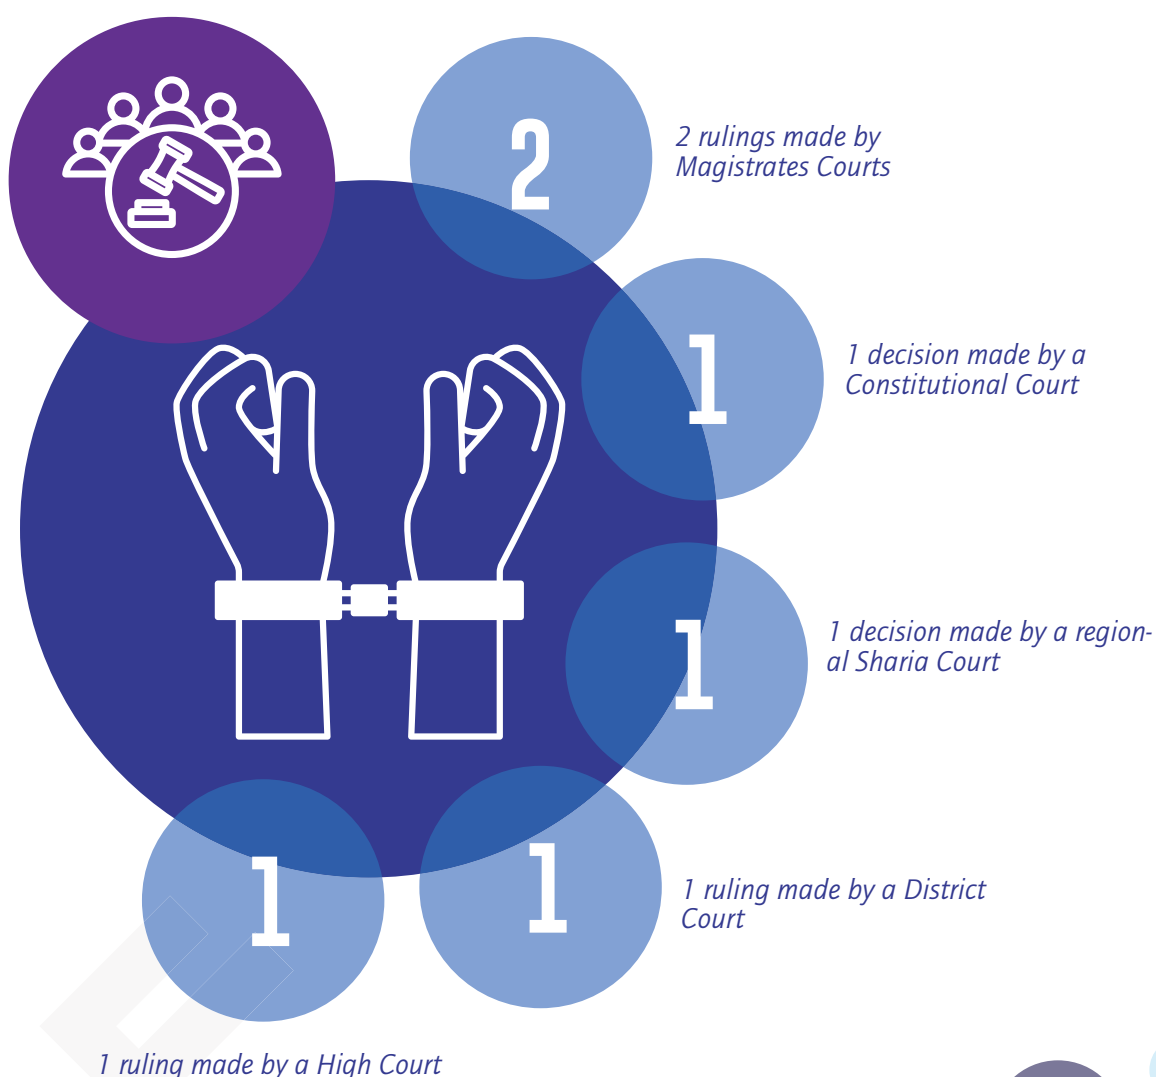 2
2 rulings made by
Magistrates Courts
1
1 decision made by a
Constitutional Court
1
1 decision made by a region-
al Sharia Court
1
1 ruling made by a District
Court
1
1 ruling made by a High Court